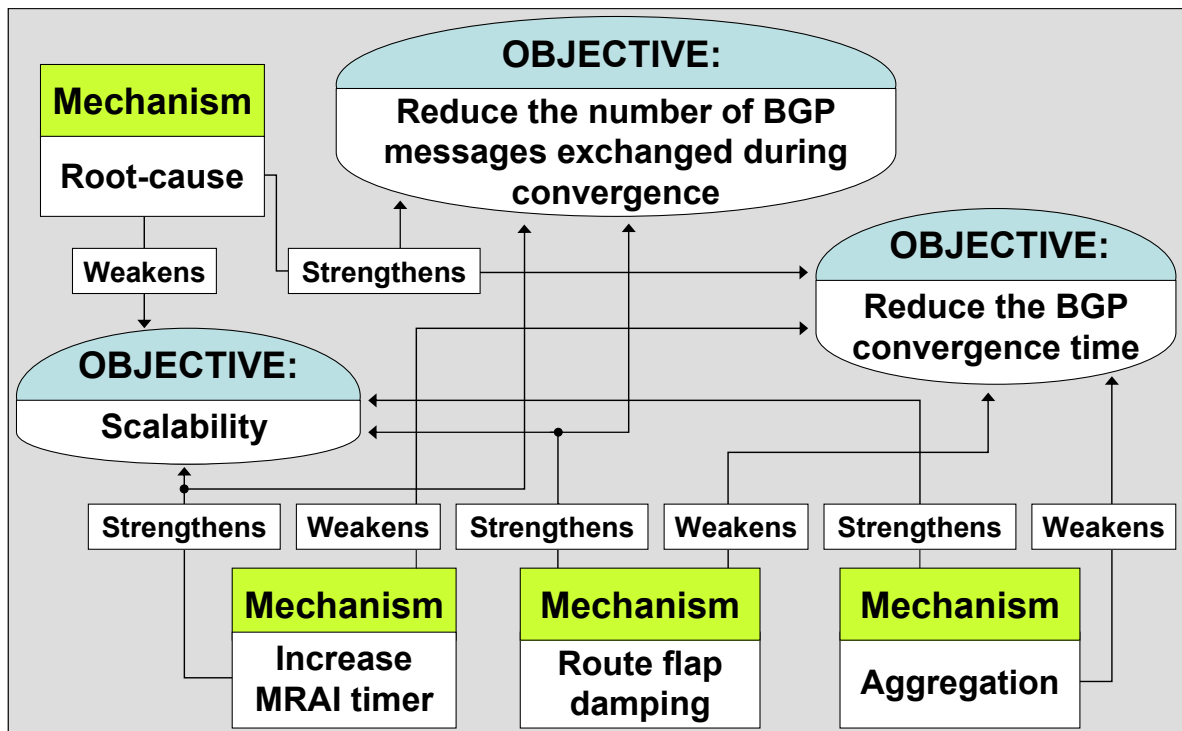 OBJECTIVE:
Reduce the number of BGP
messages exchanged during
convergence
Mechanism
Root-cause
Weakens
Strengthens
OBJECTIVE:
Reduce the BGP
convergence time
OBJECTIVE:
Scalability
Strengthens
Weakens
Strengthens
Weakens
Strengthens
Weakens
Mechanism
Increase
MRAI timer
Mechanism
Route flap
damping
Mechanism
Aggregation